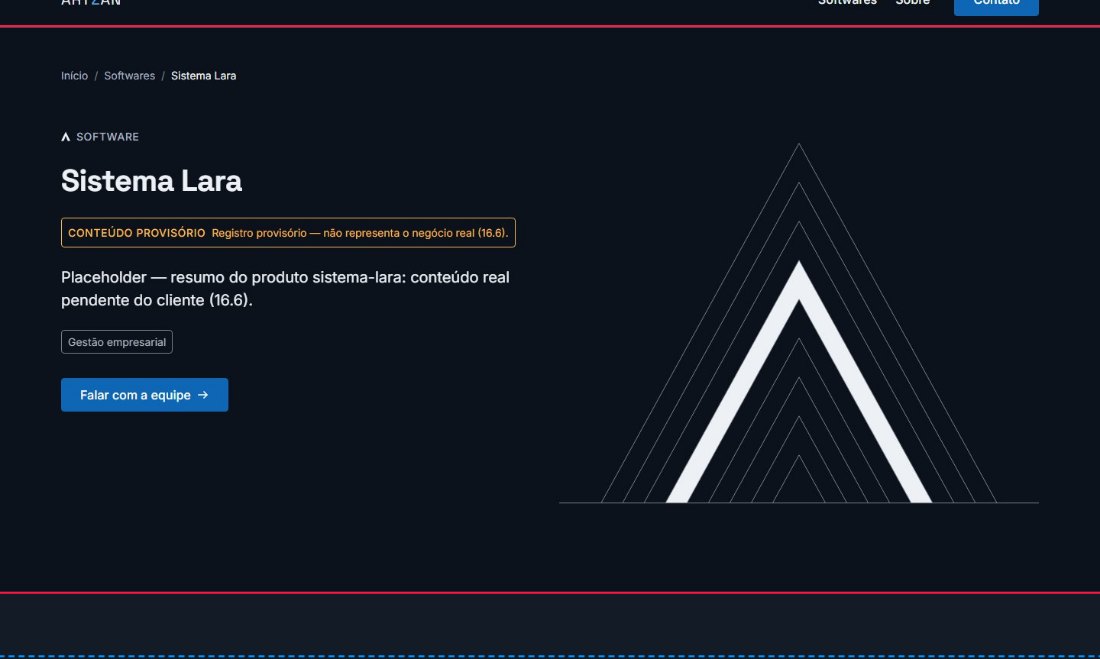 ARTZAN
Softwares Sobre Contato
Início / Softwares / Sistema Lara
SOFTWARE
Sistema Lara
CONTEÚDO PROVISÓRIO Registro provisório — não representa o negócio real (16.6).
Placeholder — resumo do produto sistema-lara: conteúdo real
pendente do cliente (16.6).
Gestão empresarial
Falar com a equipe →